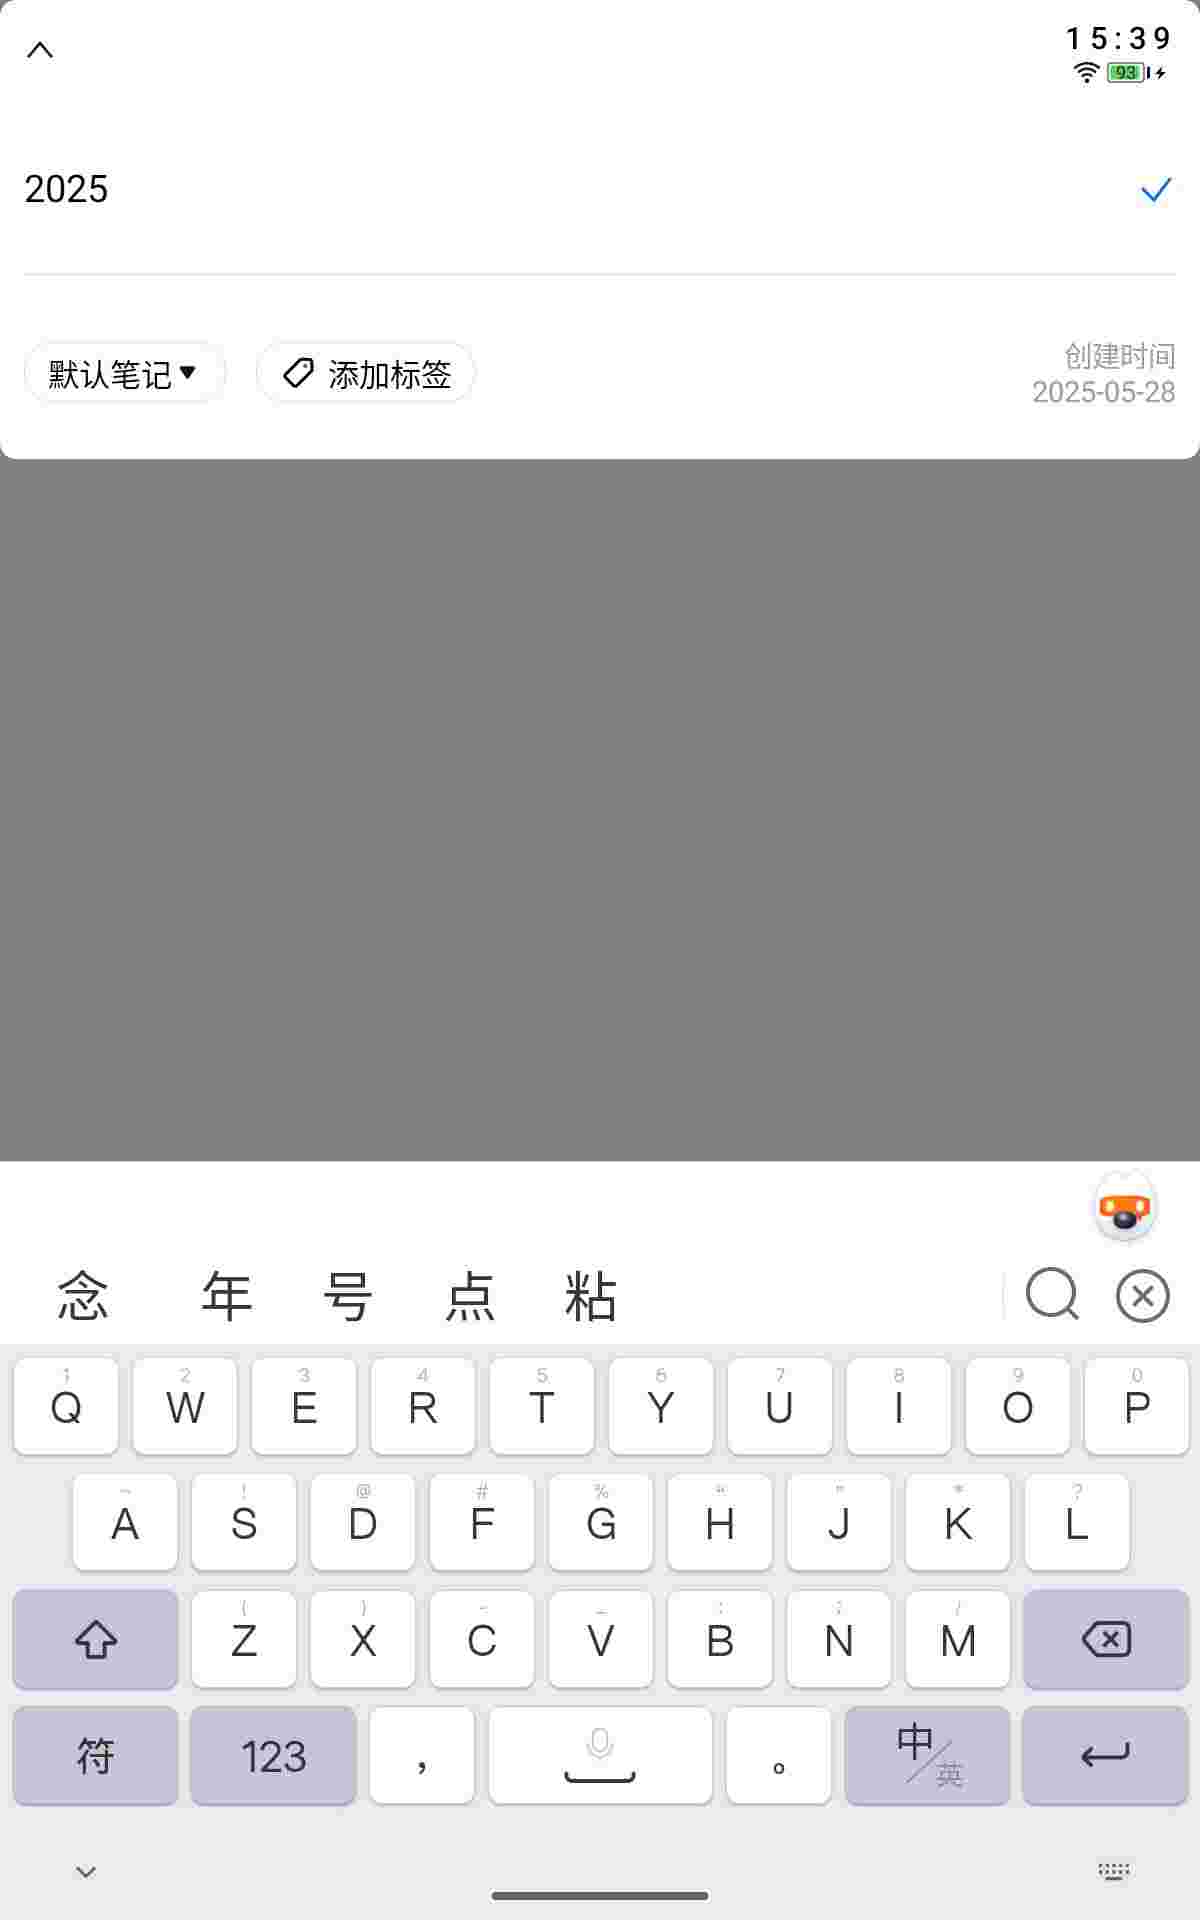 15:39
93
2025
默认笔记
添加标签
创建时间
2025-05-28
念 年 号 点 粘
1 2 3 4 5 6 7 8 9 0
Q W E R T Y U I O P
~ ! @ # % “ ” * ?
A S D F G H J K L
( ) - _ : ; /
Z X C V B N M
符 123 ， 。 中/英